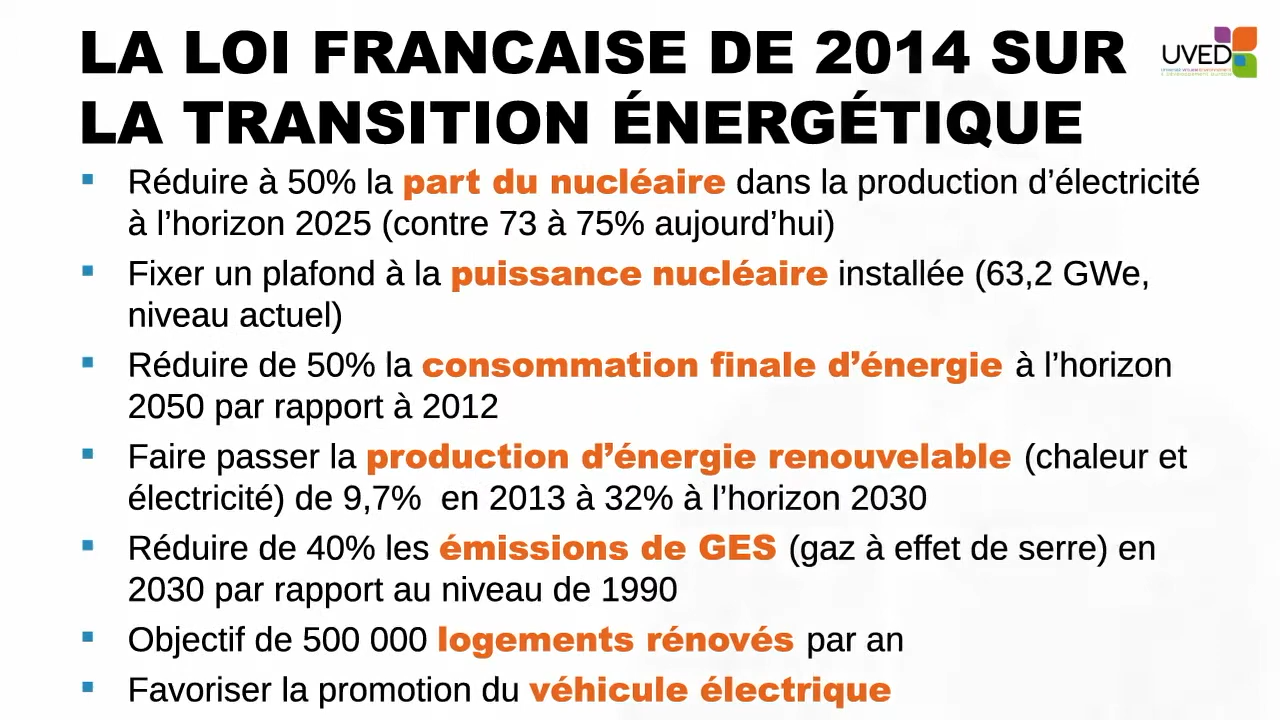 LA LOI FRANCAISE DE 2014 SUR
LA TRANSITION ÉNERGÉTIQUE
UVED
▪ Réduire à 50% la part du nucléaire dans la production d’électricité
à l’horizon 2025 (contre 73 à 75% aujourd’hui)
▪ Fixer un plafond à la puissance nucléaire installée (63,2 GWe,
niveau actuel)
▪ Réduire de 50% la consommation finale d’énergie à l’horizon
2050 par rapport à 2012
▪ Faire passer la production d’énergie renouvelable (chaleur et
électricité) de 9,7%  en 2013 à 32% à l’horizon 2030
▪ Réduire de 40% les émissions de GES (gaz à effet de serre) en
2030 par rapport au niveau de 1990
▪ Objectif de 500 000 logements rénovés par an
▪ Favoriser la promotion du véhicule électrique